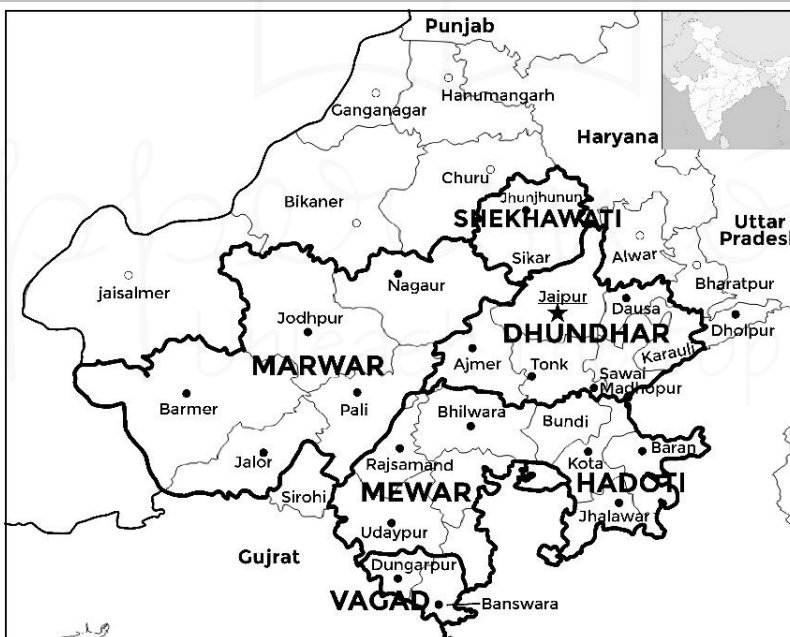 Punjab
Hanumangarh
Ganganagar
Haryana
Churu
Jhunjhunun
Bikaner
SHEKHAWATI
Uttar
Pradesh
Sikar
Alwar
Bharatpur
jaisalmer
Nagaur
Jaipur
Dausa
Jodhpur
DHUNDHAR
Dholpur
Karauli
MARWAR
Ajmer
Tonk
Sawai
Madhopur
Barmer
Pali
Bhilwara
Bundi
Baran
Jalor
Rajsamand
Kota
HADOTI
Sirohi
MEWAR
Jhalawar
Udaypur
Gujrat
Dungarpur
VAGAD
Banswara